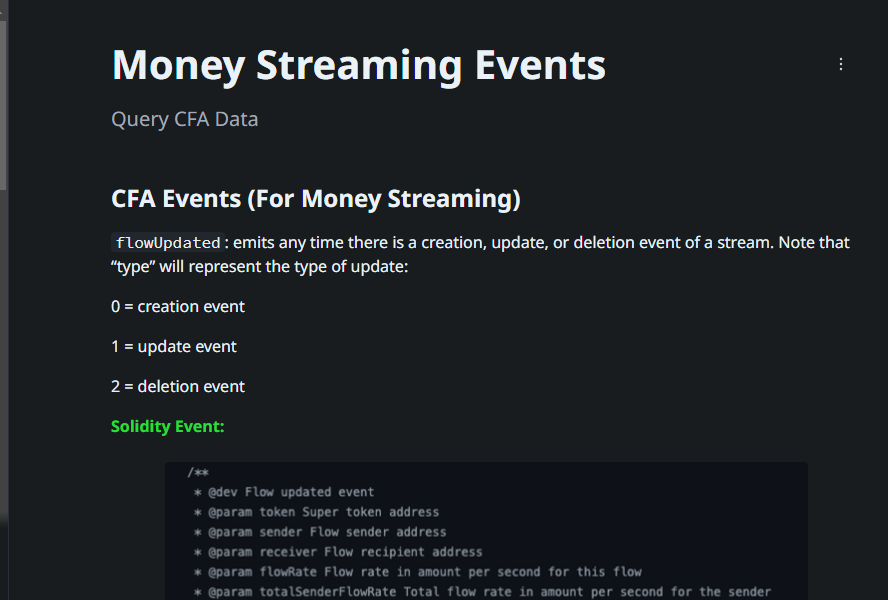 Money Streaming Events
Query CFA Data
CFA Events (For Money Streaming)
flowUpdated: emits any time there is a creation, update, or deletion event of a stream. Note that
“type” will represent the type of update:
0 = creation event
1 = update event
2 = deletion event
Solidity Event:
/**
* @dev Flow updated event
* @param token Super token address
* @param sender Flow sender address
* @param receiver Flow recipient address
* @param flowRate Flow rate in amount per second for this flow
* @param totalSenderFlowRate Total flow rate in amount per second for the sender